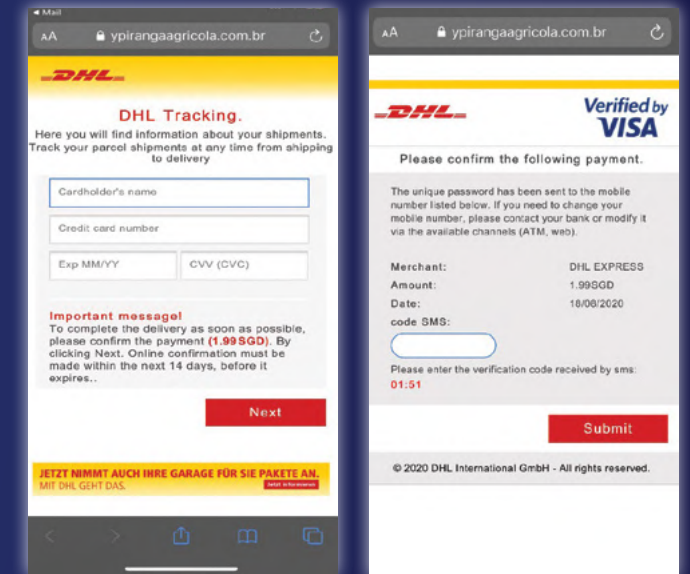 Mail
AA ypirangaagricola.com.br
DHL
DHL Tracking.
Here you will find information about your shipments.
Track your parcel shipments at any time from shipping
to delivery
Cardholder's name
Credit card number
Exp MM/YY CVV (CVC)
Important message!
To complete the delivery as soon as possible,
please confirm the payment (1.99SGD). By
clicking Next. Online confirmation must be
made within the next 14 days, before it
expires..
Next
JETZT NIMMT AUCH IHRE GARAGE FÜR SIE PAKETE AN.
MIT DHL GEHT DAS.
Jetzt informieren
AA ypirangaagricola.com.br
DHL
Verified by
VISA
Please confirm the following payment.
The unique password has been sent to the mobile
number listed below. If you need to change your
mobile number, please contact your bank or modify it
via the available channels (ATM, web).
Merchant: DHL EXPRESS
Amount: 1.99SGD
Date: 18/08/2020
code SMS:
Please enter the verification code received by sms:
01:51
Submit
© 2020 DHL International GmbH - All rights reserved.